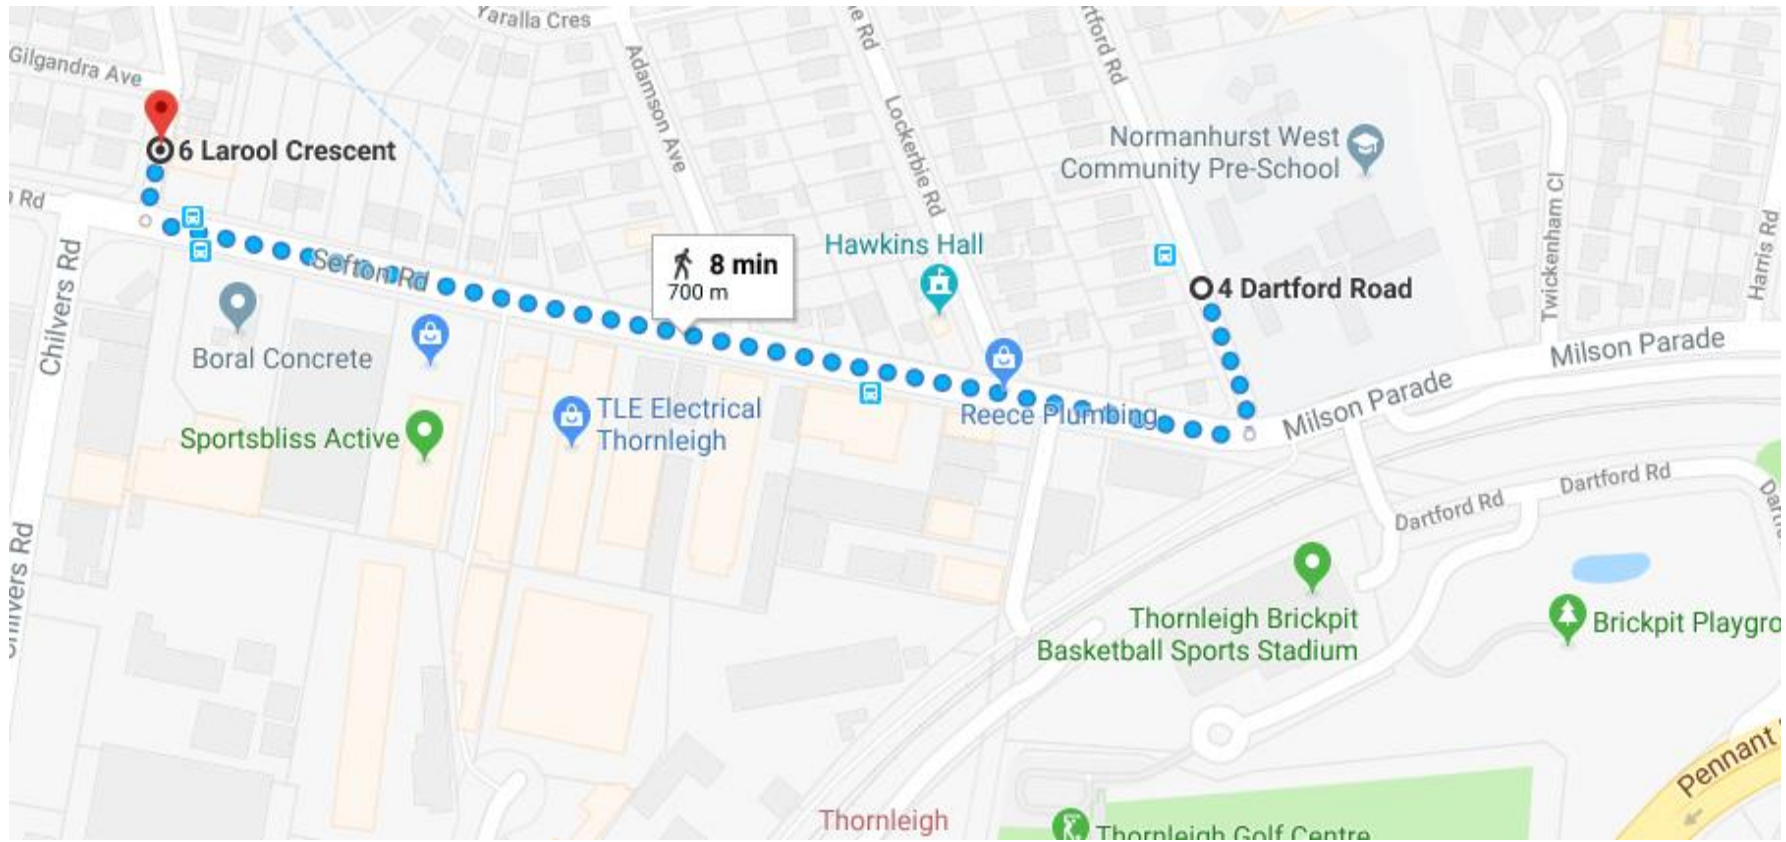 Yaralla Cres
Gilgandra Ave
Adamson Ave
Lockerbie Rd
6 Larool Crescent
Normanhurst West
Community Pre-School
Rd
Sefton Rd
8 min
700 m
Hawkins Hall
4 Dartford Road
Twickenham Cl
Harris Rd
Chilvers Rd
Boral Concrete
Milson Parade
Milson Parade
TLE Electrical
Thornleigh
Reece Plumbing
Sportsbliss Active
Dartford Rd
Dartford Rd
Thornleigh Brickpit
Basketball Sports Stadium
Brickpit Playgro
Pennant
Thornleigh
Thornleigh Golf Centre